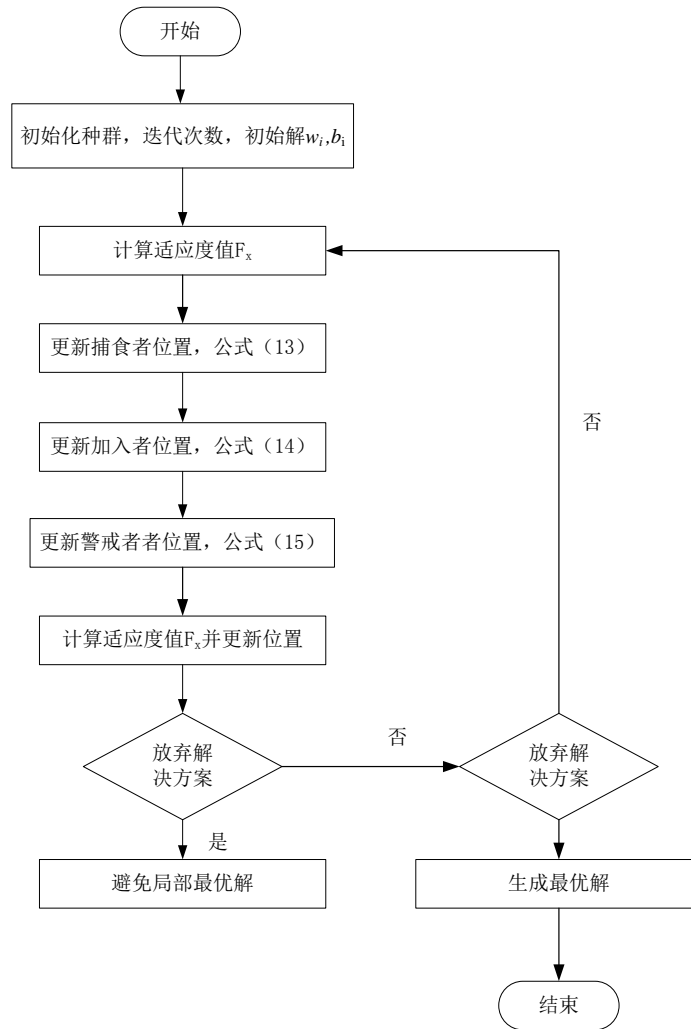 开始
初始化种群，迭代次数，初始解wi,bi
计算适应度值Fx
更新捕食者位置，公式（13）
更新加入者位置，公式（14）
否
更新警戒者者位置，公式（15）
计算适应度值Fx并更新位置
放弃解
决方案
否
放弃解
决方案
是
避免局部最优解
生成最优解
结束